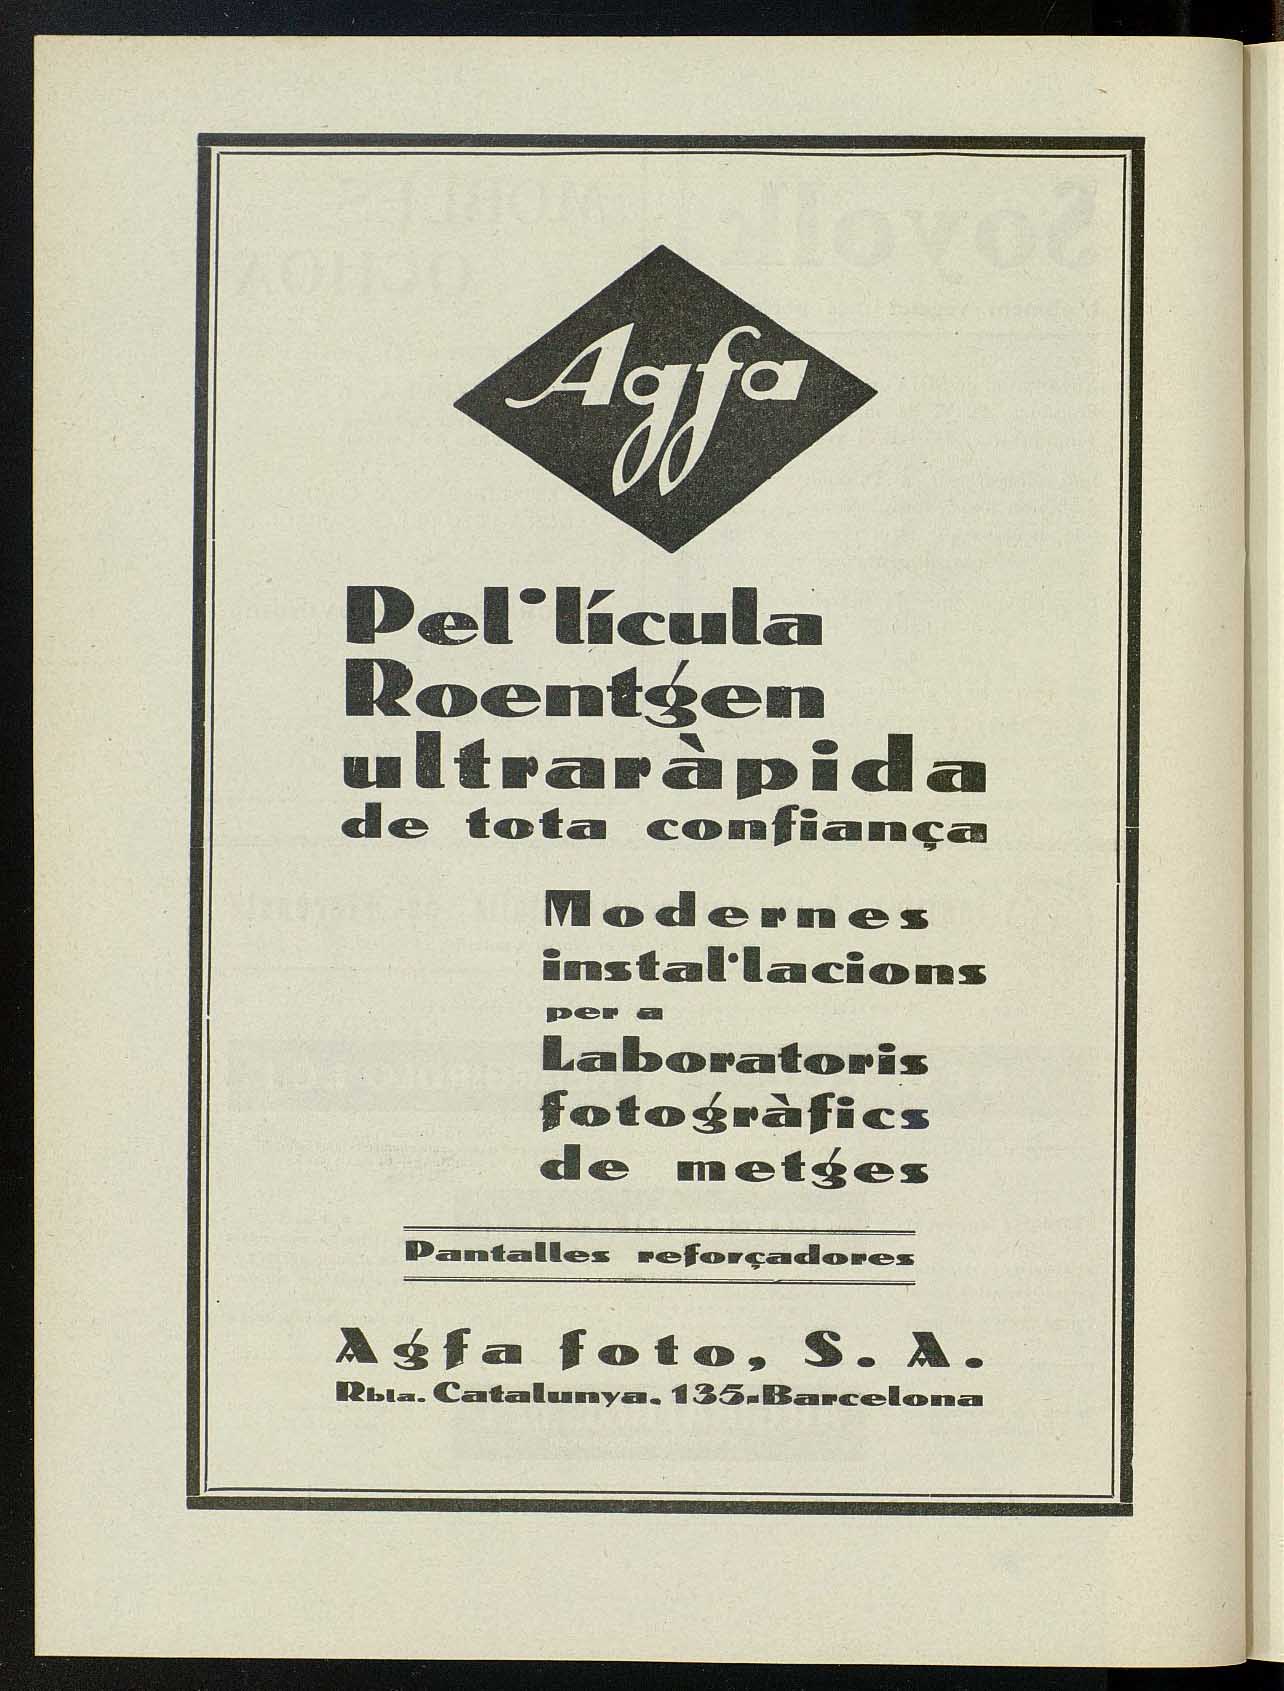 Agfa
Pel·lícula
Roentgen
ultraràpida
de tota confiança
Modernes
instal·lacions
per a
Laboratoris
fotogràfics
de metges
Pantalles reforçadores
Agfa foto, S. A.
Rbla. Catalunya, 135-Barcelona